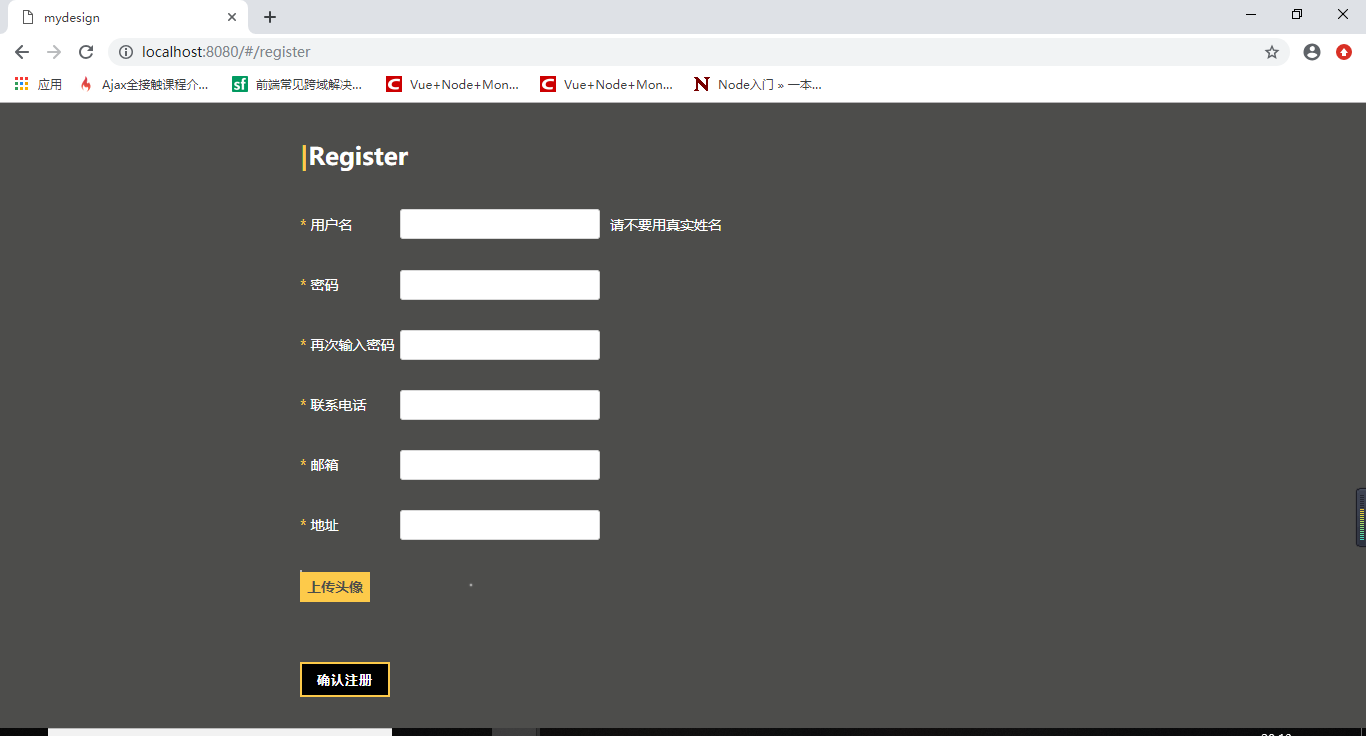 mydesign
localhost:8080/#/register
应用 Ajax全接触课程介... sf 前端常见跨域解决... C Vue+Node+Mon... C Vue+Node+Mon... N Node入门 » 一本...
|Register
* 用户名 请不要用真实姓名
* 密码
* 再次输入密码
* 联系电话
* 邮箱
* 地址
上传头像
确认注册